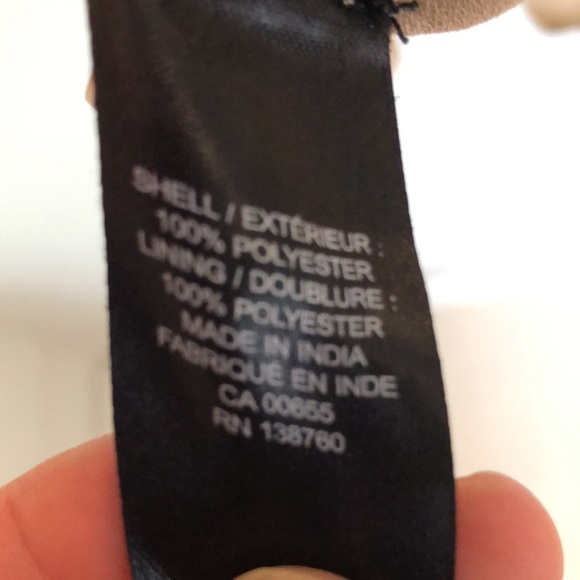 SHELL / EXTÉRIEUR :
100% POLYESTER
LINING / DOUBLURE :
100% POLYESTER
MADE IN INDIA
FABRIQUÉ EN INDE
CA 00655
RN 138760